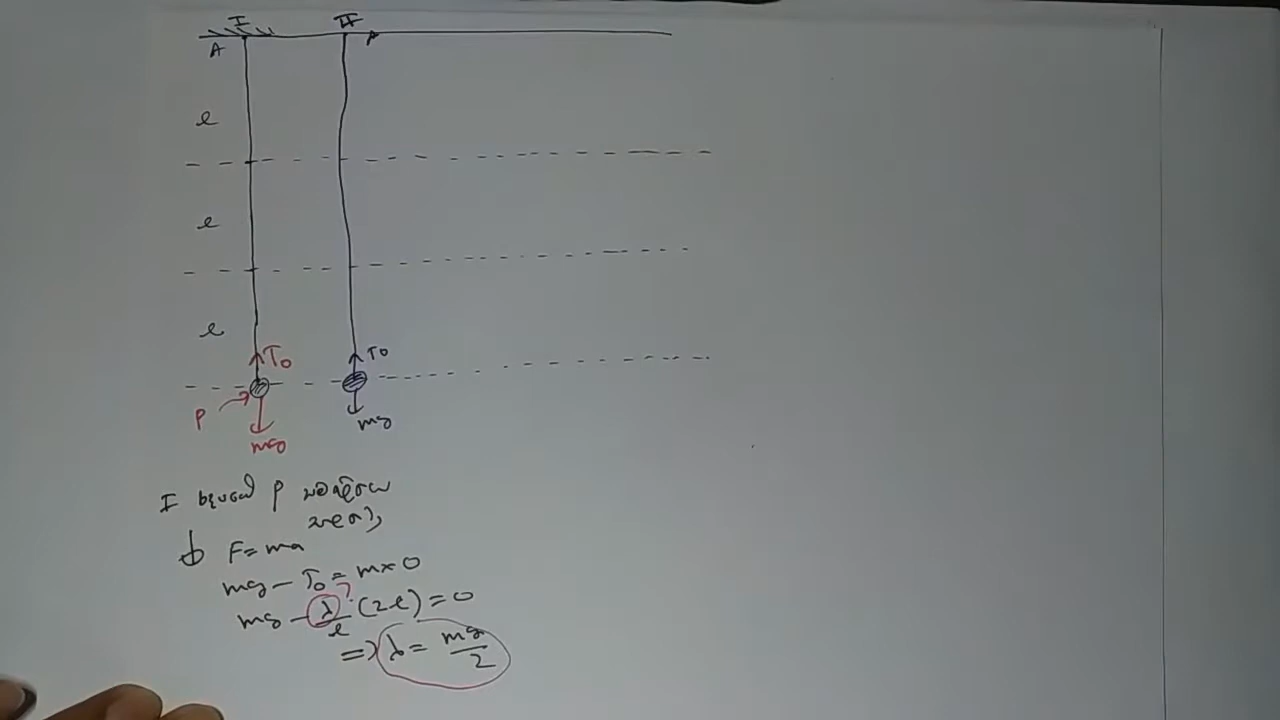 I II
A P
l
l
l
T₀ T₀
P
mg mg
I P
↓ F = ma
mg − T₀ = m×0
mg − λ/l (2l) = 0
⇒ λ = mg/2